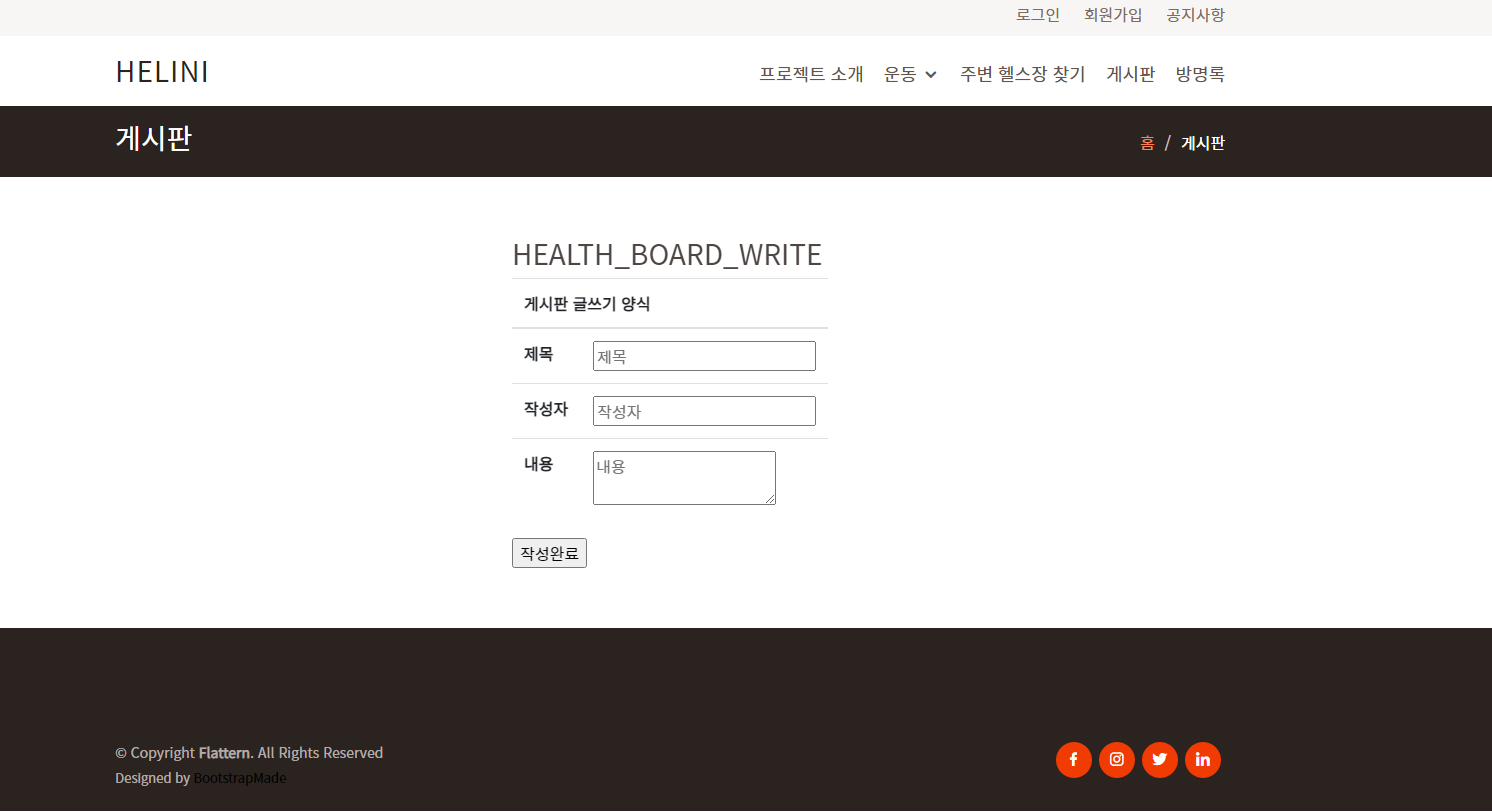 로그인 회원가입 공지사항
HELINI 프로젝트 소개 운동 주변 헬스장 찾기 게시판 방명록
게시판 홈 / 게시판
HEALTH_BOARD_WRITE
게시판 글쓰기 양식
제목 제목
작성자 작성자
내용 내용
작성완료
© Copyright Flattern. All Rights Reserved
Designed by BootstrapMade